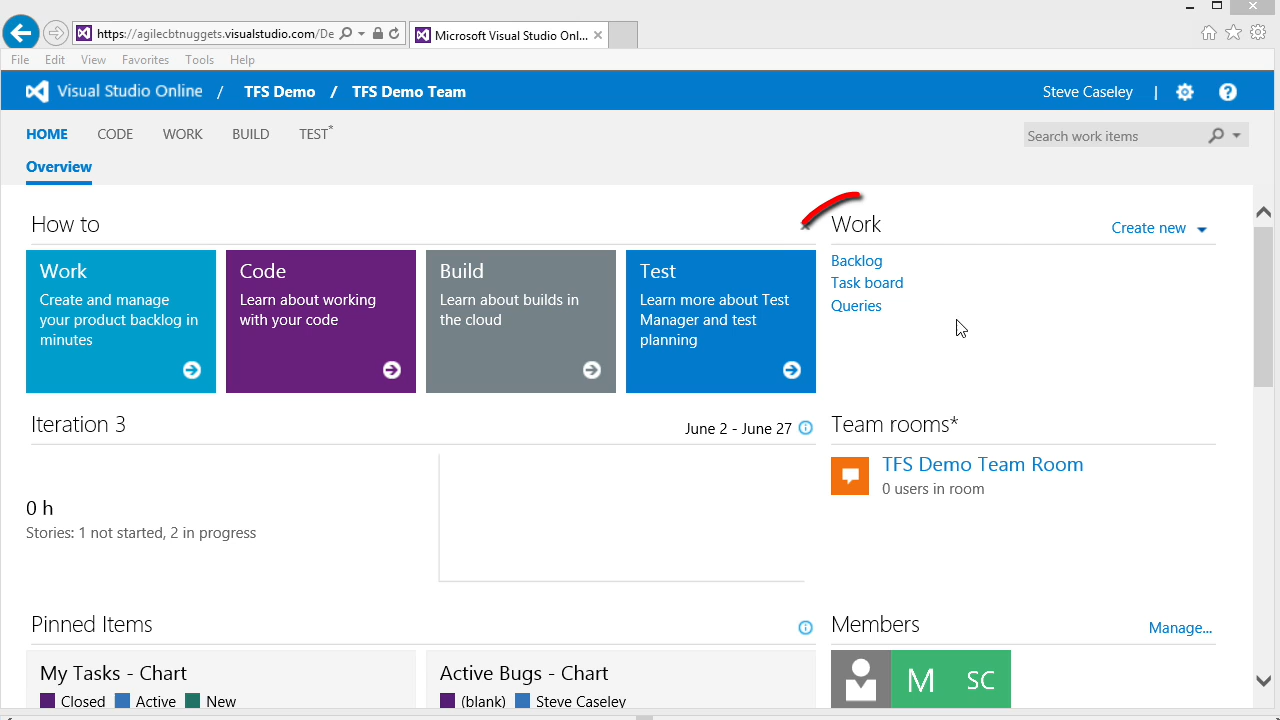 https://agilecbtnuggets.visualstudio.com/De
Microsoft Visual Studio Onl...
File Edit View Favorites Tools Help
Visual Studio Online / TFS Demo / TFS Demo Team
Steve Caseley |
HOME CODE WORK BUILD TEST*
Search work items
Overview
How to
Work
Create and manage
your product backlog in
minutes
Code
Learn about working
with your code
Build
Learn about builds in
the cloud
Test
Learn more about Test
Manager and test
planning
Work
Create new
Backlog
Task board
Queries
Iteration 3
June 2 - June 27
0 h
Stories: 1 not started, 2 in progress
Team rooms*
TFS Demo Team Room
0 users in room
Pinned Items
My Tasks - Chart
Closed Active New
Active Bugs - Chart
(blank) Steve Caseley
Members
Manage...
M SC